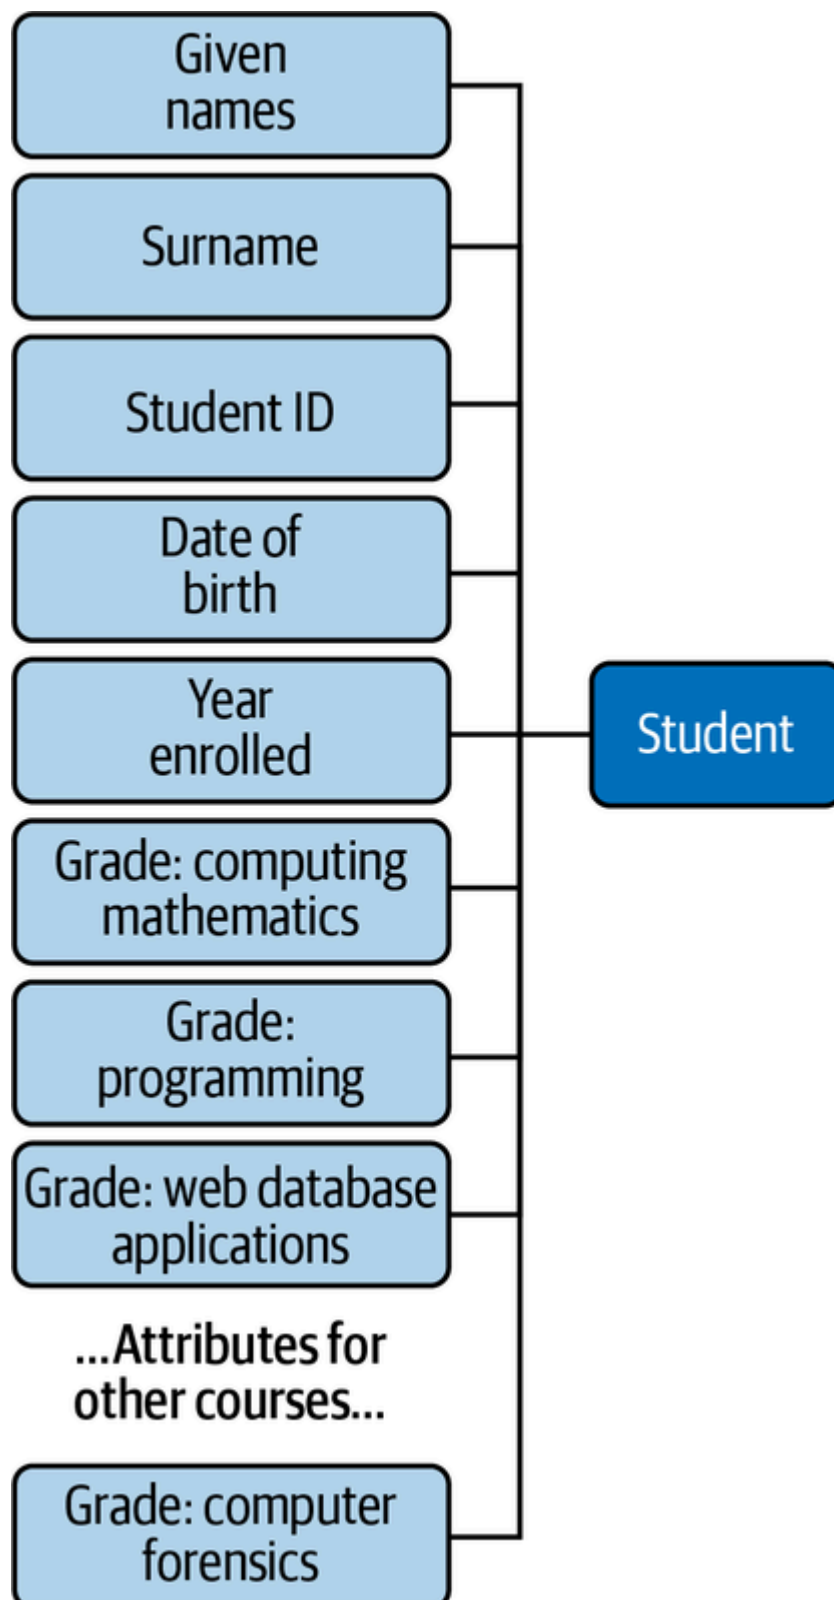 Given
names
Surname
Student ID
Date of
birth
Year
enrolled
Student
Grade: computing
mathematics
Grade:
programming
Grade: web database
applications
...Attributes for
other courses...
Grade: computer
forensics